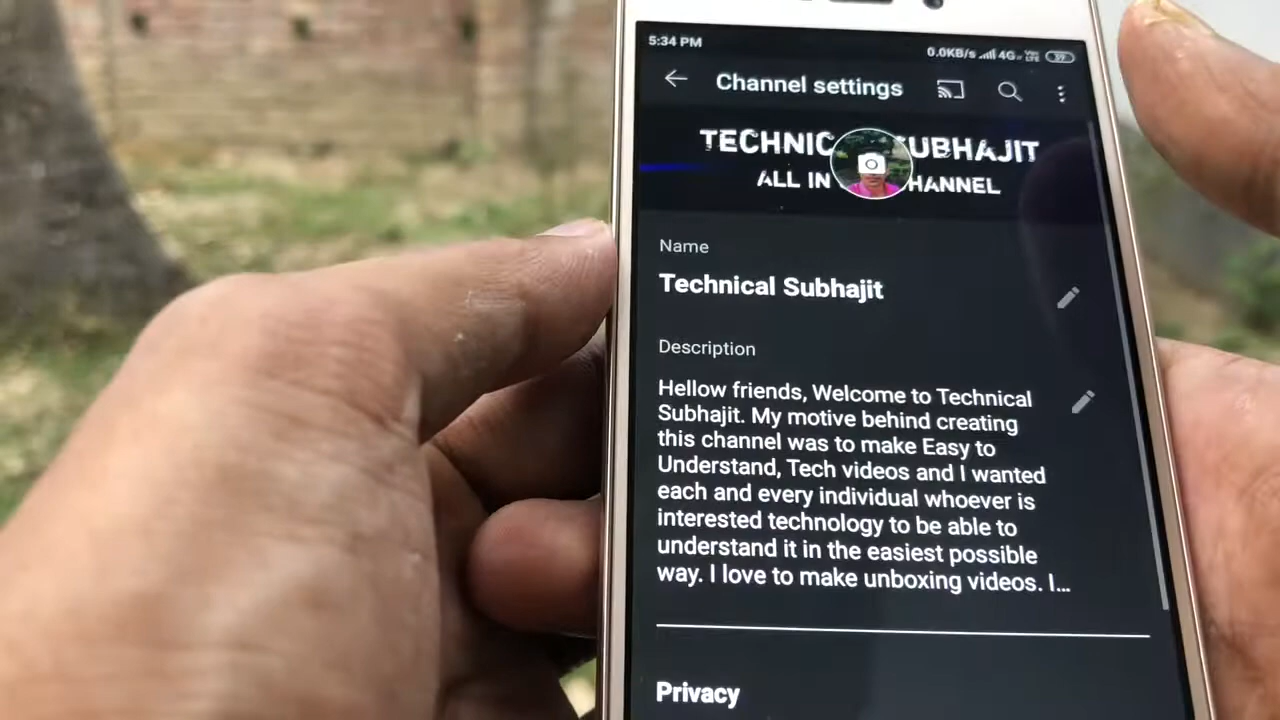 5:34 PM 0.0KB/s 4G VoLTE 39
Channel settings
TECHNIC UBHAJIT
ALL IN HANNEL
Name
Technical Subhajit
Description
Hellow friends, Welcome to Technical
Subhajit. My motive behind creating
this channel was to make Easy to
Understand, Tech videos and I wanted
each and every individual whoever is
interested technology to be able to
understand it in the easiest possible
way. I love to make unboxing videos. I...
Privacy